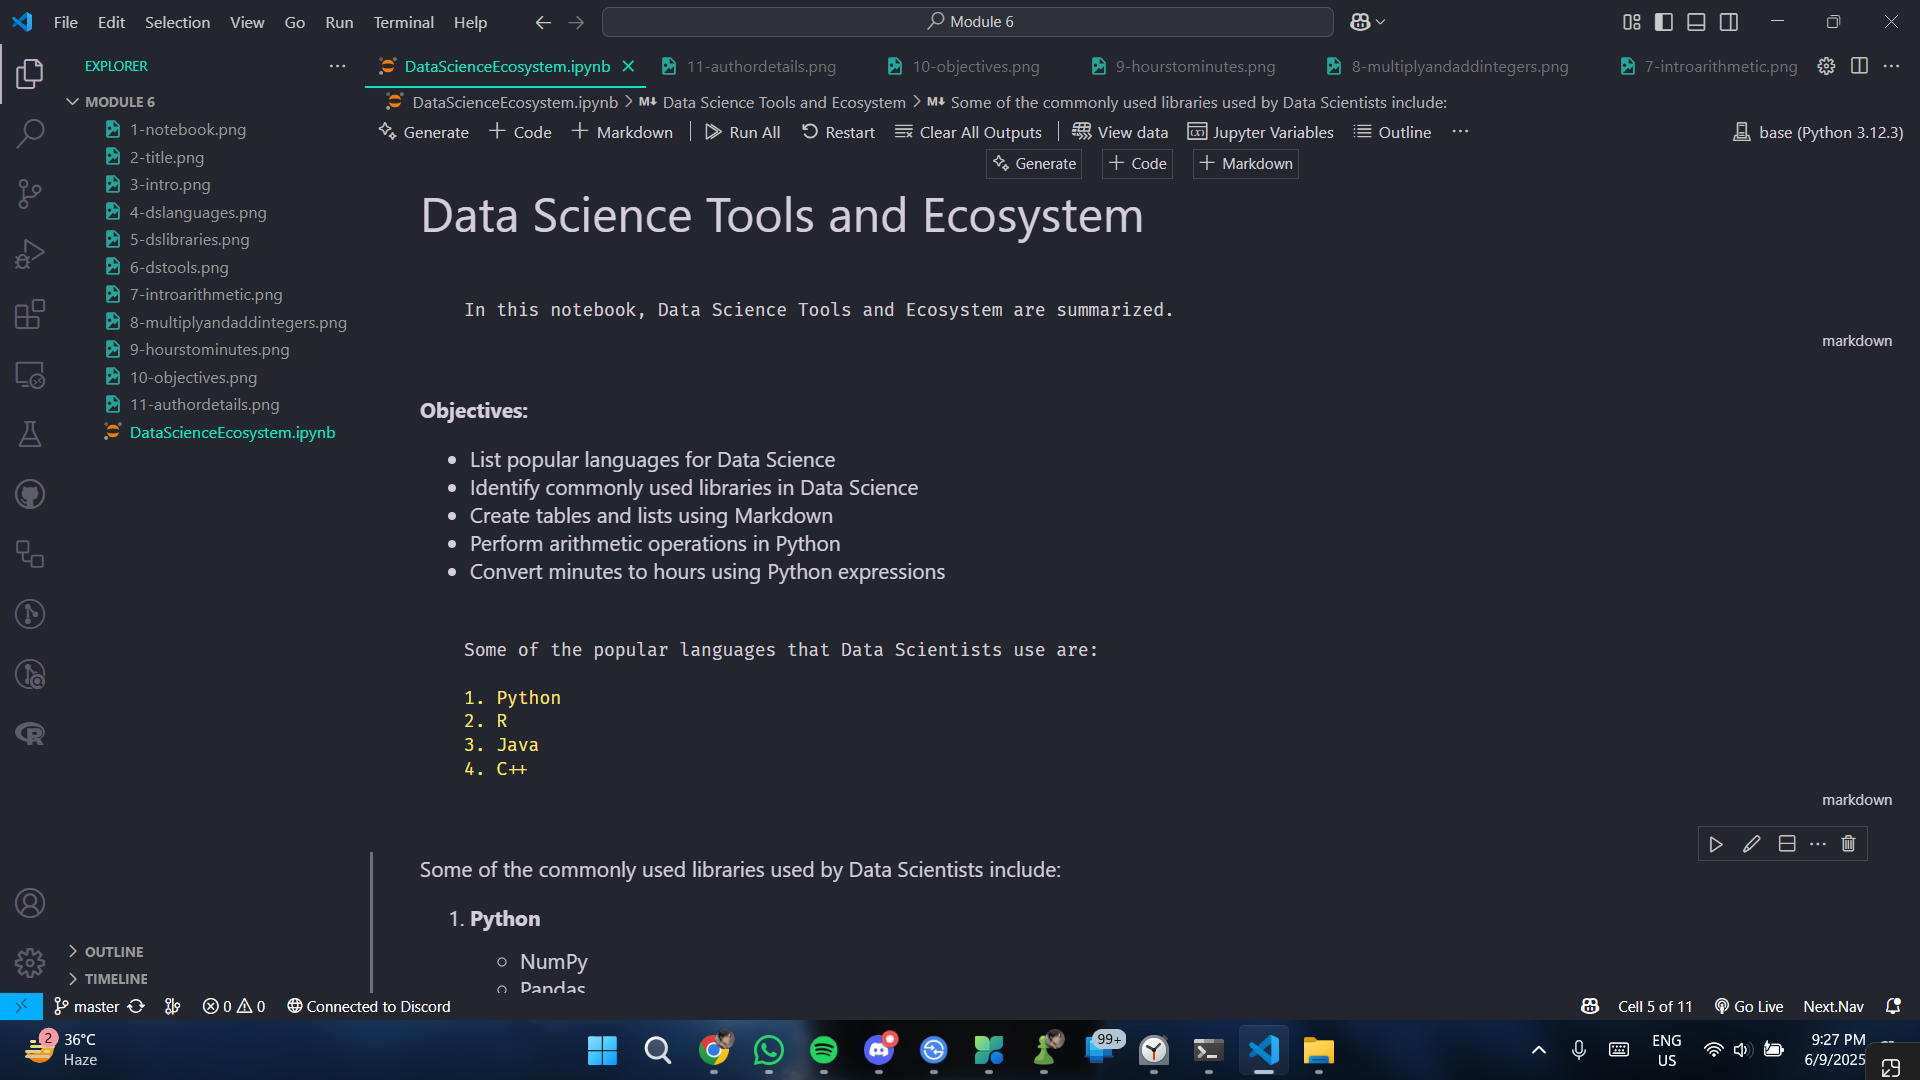 File Edit Selection View Go Run Terminal Help
Module 6
EXPLORER
DataScienceEcosystem.ipynb
11-authordetails.png
10-objectives.png
9-hourstominutes.png
8-multiplyandaddintegers.png
7-introarithmetic.png
MODULE 6
1-notebook.png
2-title.png
3-intro.png
4-dslanguages.png
5-dslibraries.png
6-dstools.png
7-introarithmetic.png
8-multiplyandaddintegers.png
9-hourstominutes.png
10-objectives.png
11-authordetails.png
DataScienceEcosystem.ipynb
OUTLINE
TIMELINE
DataScienceEcosystem.ipynb > M↓ Data Science Tools and Ecosystem > M↓ Some of the commonly used libraries used by Data Scientists include:
Generate + Code + Markdown Run All Restart Clear All Outputs View data Jupyter Variables Outline ...
base (Python 3.12.3)
Generate + Code + Markdown
Data Science Tools and Ecosystem
In this notebook, Data Science Tools and Ecosystem are summarized.
markdown
Objectives:
• List popular languages for Data Science
• Identify commonly used libraries in Data Science
• Create tables and lists using Markdown
• Perform arithmetic operations in Python
• Convert minutes to hours using Python expressions
Some of the popular languages that Data Scientists use are:
1. Python
2. R
3. Java
4. C++
markdown
Some of the commonly used libraries used by Data Scientists include:
1. Python
○ NumPy
○ Pandas
master 0 0 Connected to Discord
Cell 5 of 11 Go Live Next.Nav
2
36°C
Haze
99+
ENG
US
9:27 PM
6/9/2025